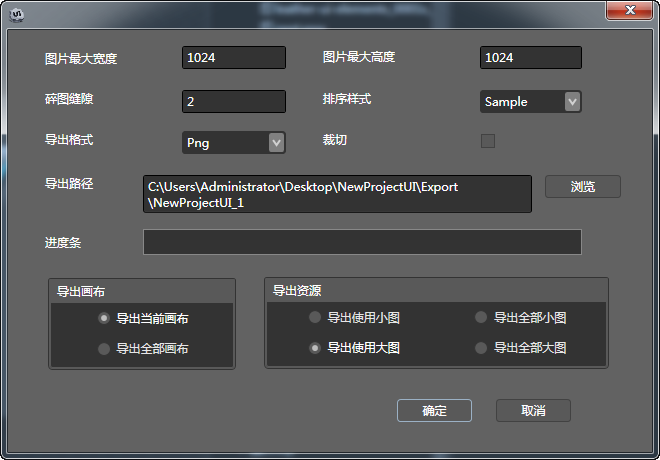 图片最大宽度 1024 图片最大高度 1024
碎图缝隙 2 排序样式 Sample
导出格式 Png 裁切
导出路径 C:\Users\Administrator\Desktop\NewProjectUI\Export
\NewProjectUI_1 浏览
进度条
导出画布 导出资源
导出当前画布 导出使用小图 导出全部小图
导出全部画布 导出使用大图 导出全部大图
确定 取消